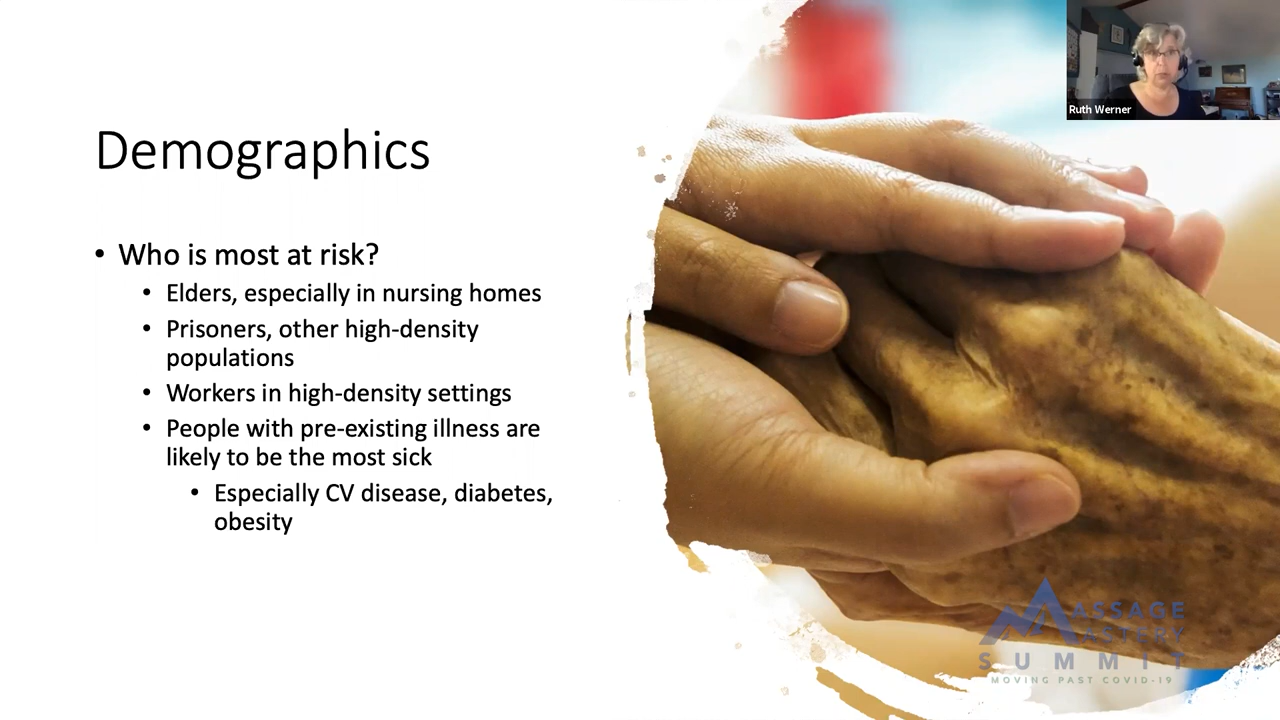 Ruth Werner
Demographics
• Who is most at risk?
• Elders, especially in nursing homes
• Prisoners, other high-density
populations
• Workers in high-density settings
• People with pre-existing illness are
likely to be the most sick
• Especially CV disease, diabetes,
obesity
MASSAGE
MASTERY
SUMMIT
MOVING PAST COVID-19